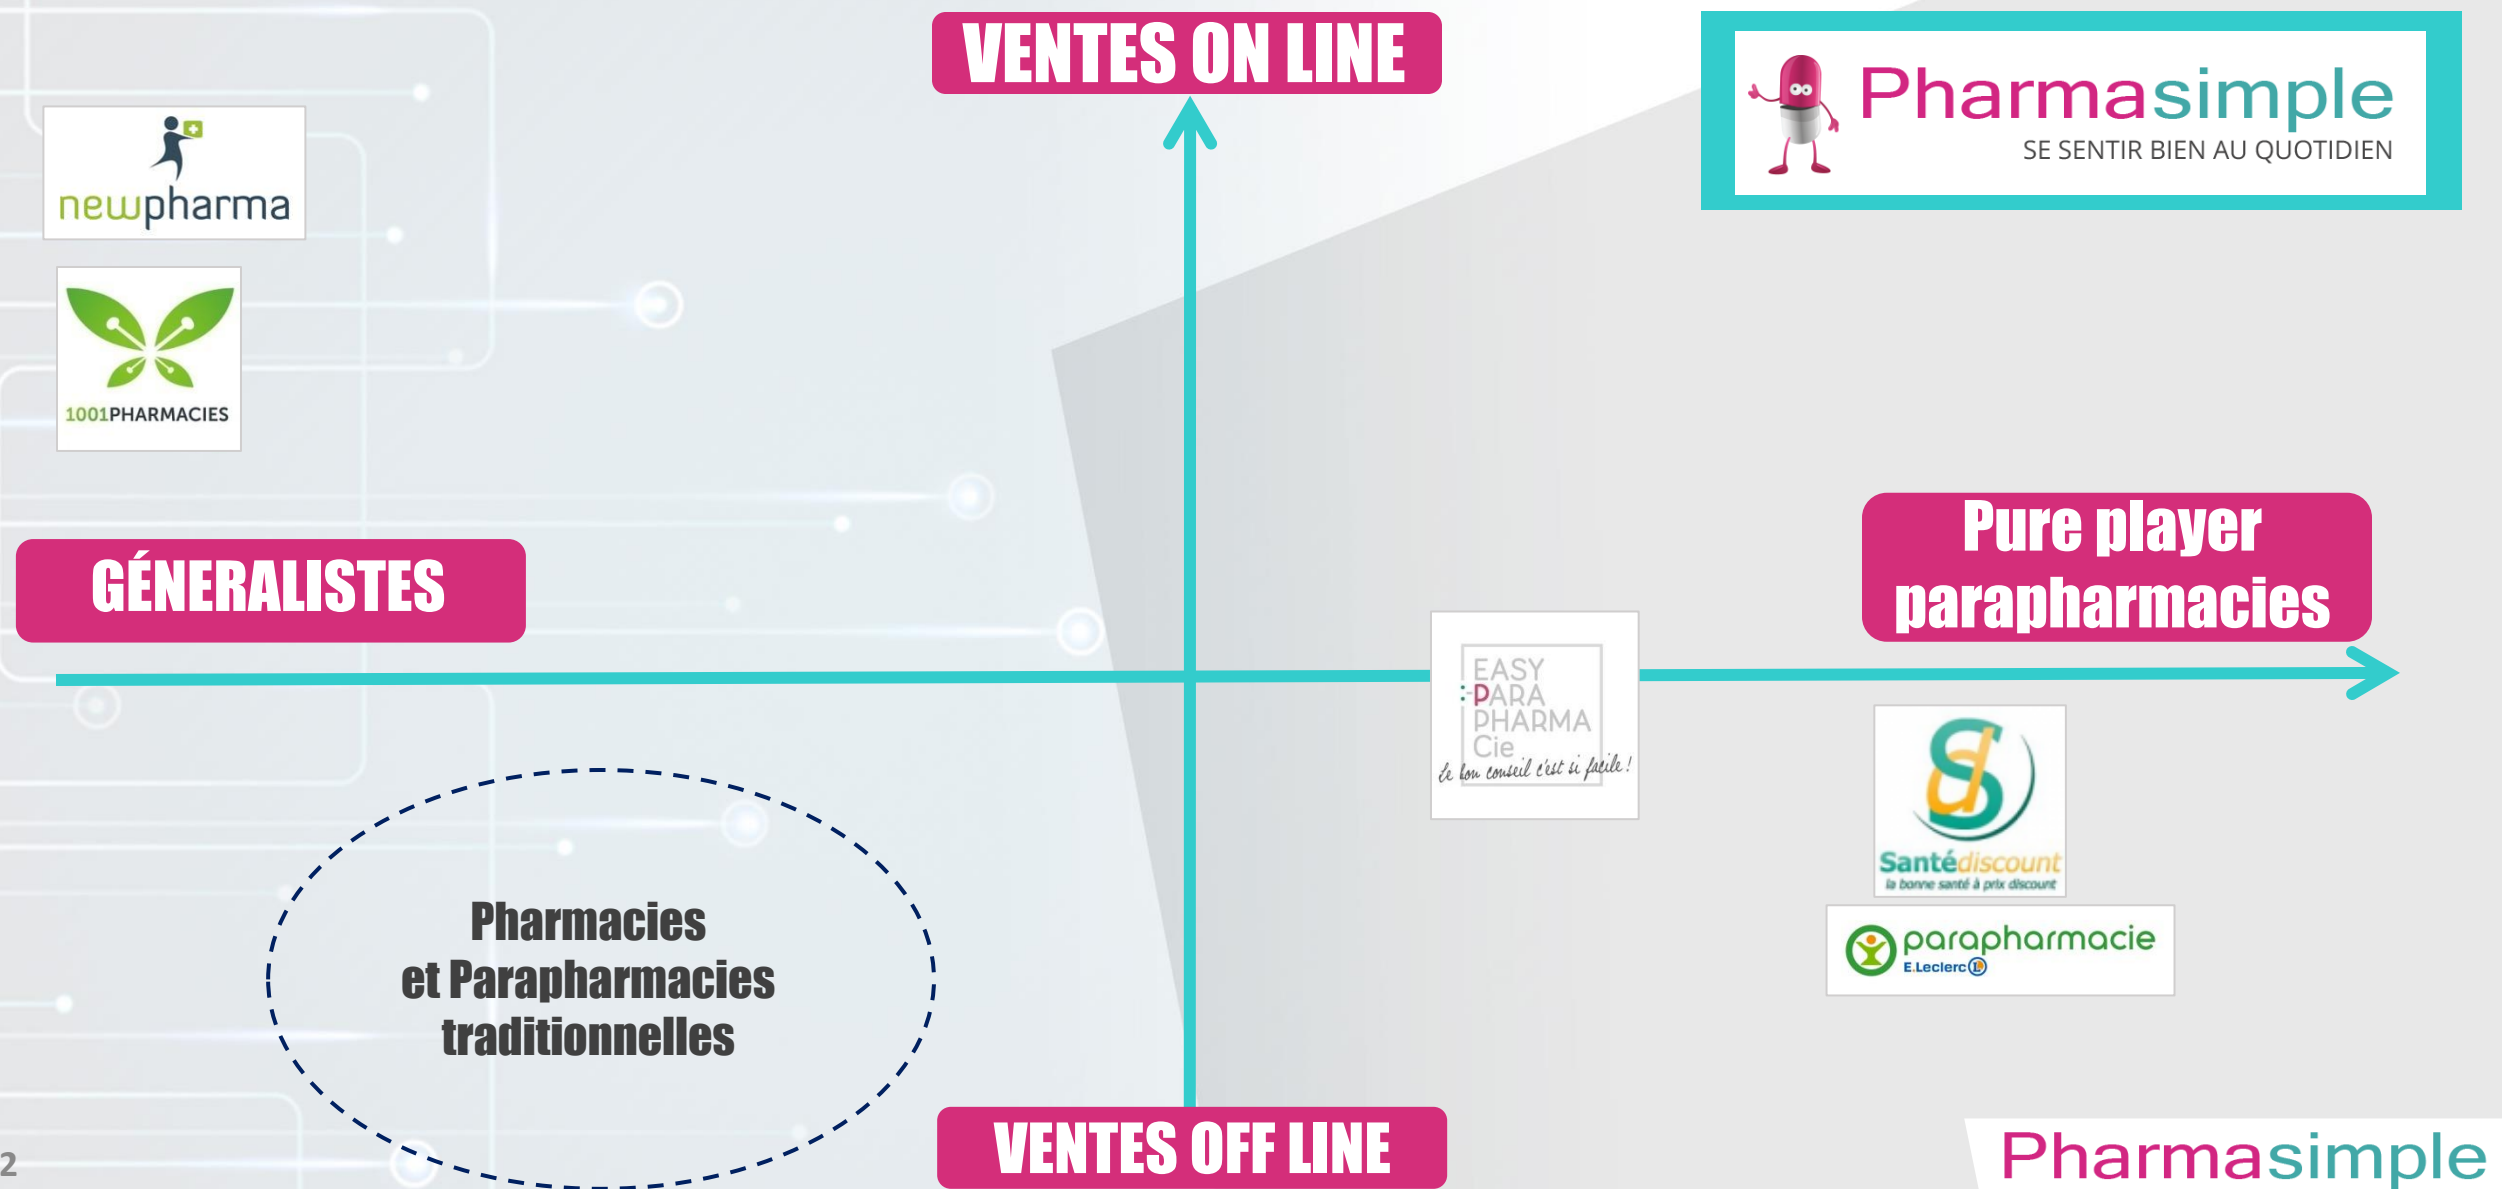 VENTES ON LINE
Pharmasimple
SE SENTIR BIEN AU QUOTIDIEN
newpharma
1001PHARMACIES
GÉNERALISTES
Pure player
parapharmacies
EASY
PARA
PHARMA
Cie
Le bon conseil c'est si facile !
Santédiscount
la bonne santé à prix discount
parapharmacie
E.Leclerc
Pharmacies
et Parapharmacies
traditionnelles
VENTES OFF LINE
2
Pharmasimple